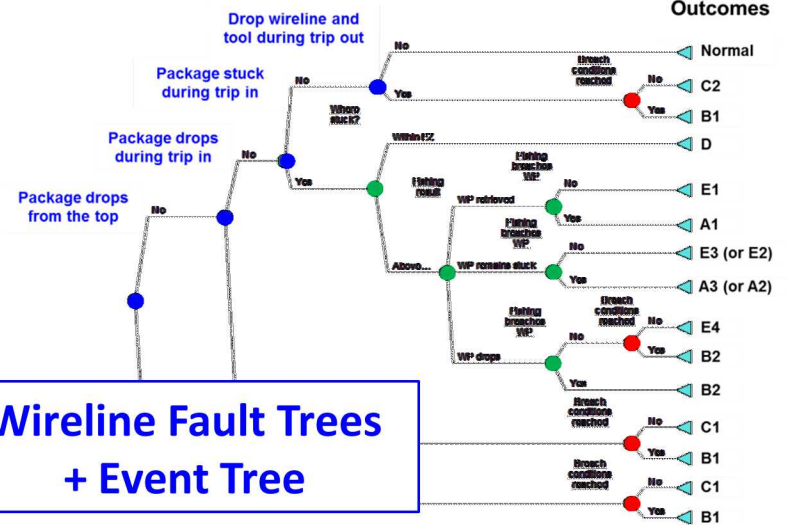 Outcomes
Drop wireline and
tool during trip out
No
Normal
Breach
conditions
reached
Package stuck
during trip in
No
No
C2
Yes
Where
stuck?
Yes
B1
Package drops
during trip in
Within EZ
D
No
Fishing
breaches
WP
Yes
Fishing
result
No
E1
WP retrieved
Package drops
from the top
No
Yes
A1
Fishing
breaches
WP
No
E3 (or E2)
Above...
WP remains stuck
Yes
A3 (or A2)
Breach
conditions
reached
Fishing
breaches
WP
No
E4
No
Yes
B2
WP drops
Yes
B2
Wireline Fault Trees
+ Event Tree
Breach
conditions
reached
No
C1
Yes
B1
Breach
conditions
reached
No
C1
Yes
B1